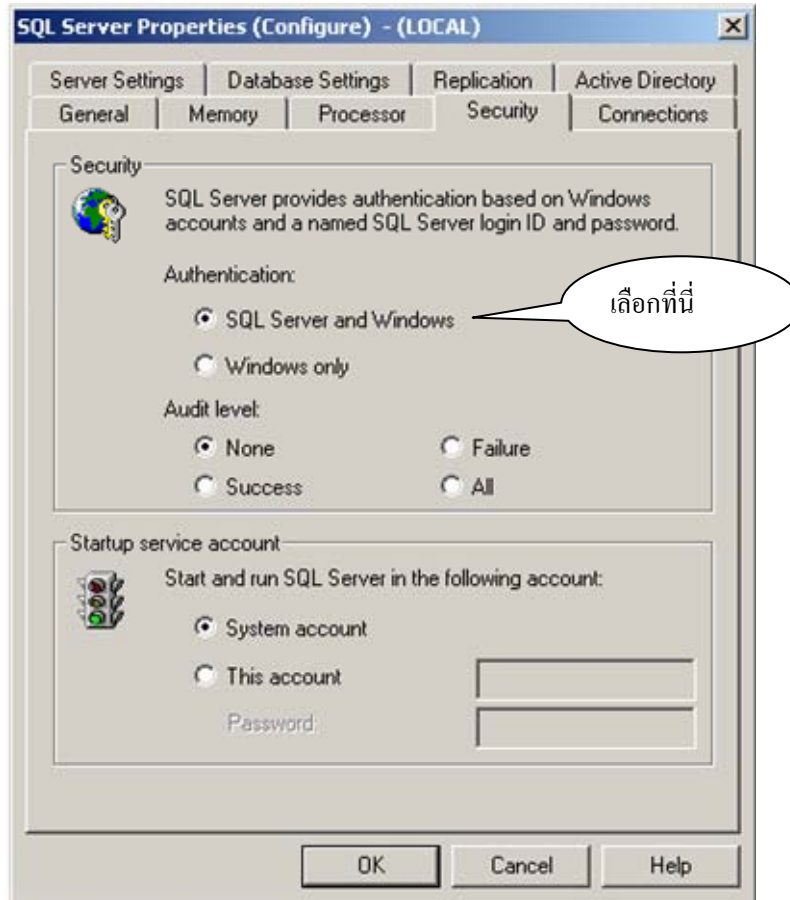 SQL Server Properties (Configure) - (LOCAL)
Server Settings
Database Settings
Replication
Active Directory
General
Memory
Processor
Security
Connections
Security
SQL Server provides authentication based on Windows
accounts and a named SQL Server login ID and password.
Authentication:
SQL Server and Windows
เลือกที่นี่
Windows only
Audit level:
None
Failure
Success
All
Startup service account
Start and run SQL Server in the following account:
System account
This account
Password:
OK
Cancel
Help